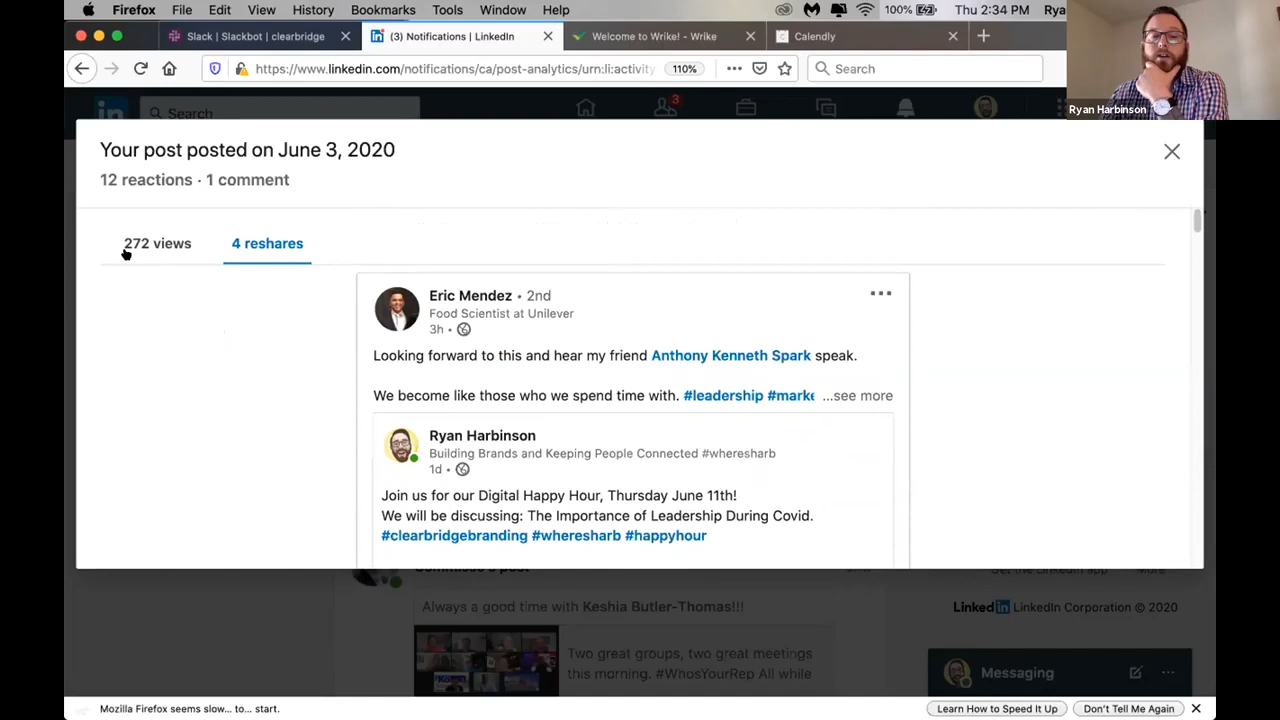 Firefox File Edit View History Bookmarks Tools Window Help 100% Thu 2:34 PM Rya
Slack | Slackbot | clearbridge
(3) Notifications | LinkedIn
Welcome to Wrike! - Wrike
Calendly
https://www.linkedin.com/notifications/ca/post-analytics/urn:li:activity 110% Search
Ryan Harbinson
in Search 3
Your post posted on June 3, 2020
12 reactions · 1 comment
272 views 4 reshares
Eric Mendez • 2nd
Food Scientist at Unilever
3h •
Looking forward to this and hear my friend Anthony Kenneth Spark speak.
We become like those who we spend time with. #leadership #marke ...see more
Ryan Harbinson
Building Brands and Keeping People Connected #wheresharb
1d •
Join us for our Digital Happy Hour, Thursday June 11th!
We will be discussing: The Importance of Leadership During Covid.
#clearbridgebranding #wheresharb #happyhour
Always a good time with Keshia Butler-Thomas!!!
Two great groups, two great meetings
this morning. #WhosYourRep All while
LinkedIn LinkedIn Corporation © 2020
Messaging
Mozilla Firefox seems slow... to... start.
Learn How to Speed It Up
Don't Tell Me Again